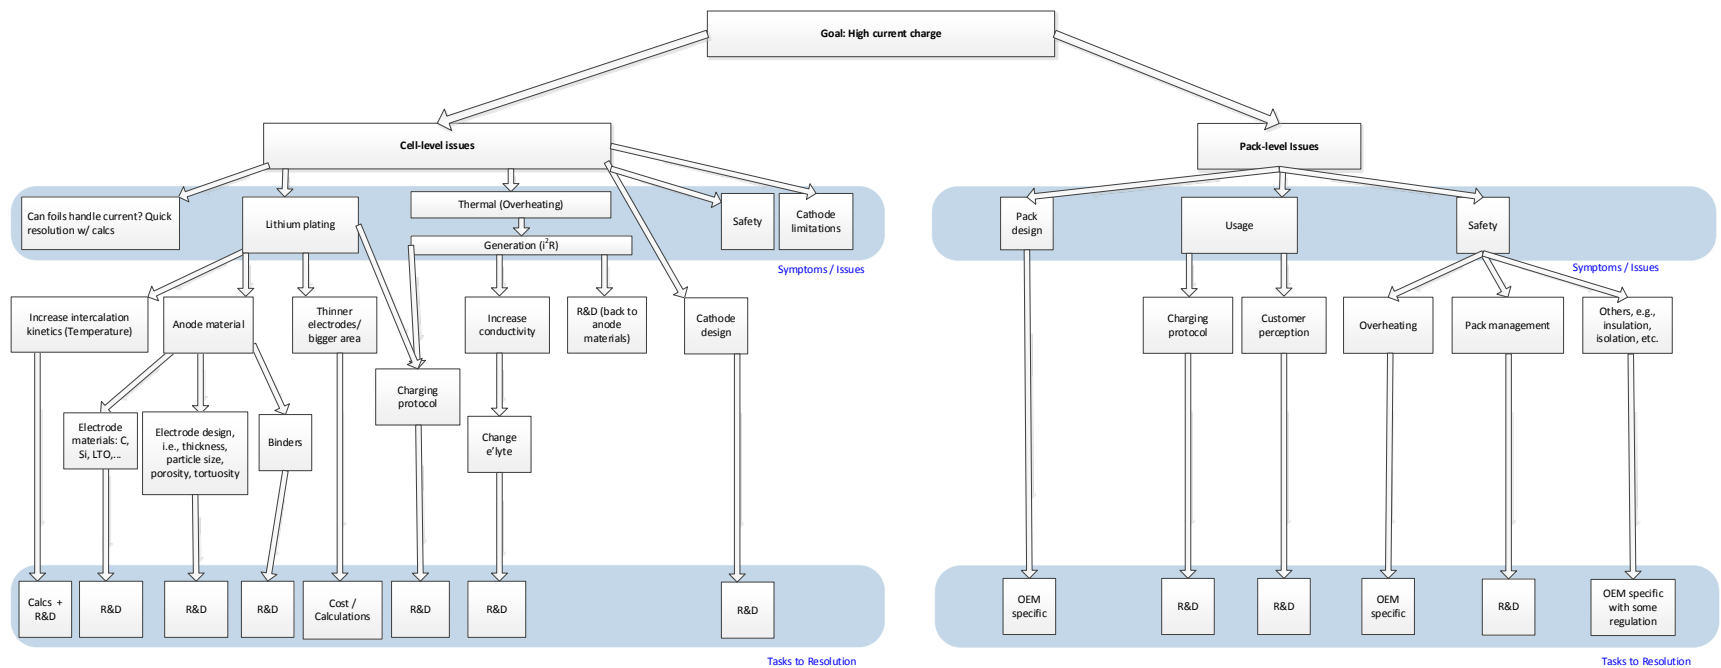 Goal: High current charge
Cell-level issues
Pack-level Issues
Can foils handle current? Quick
resolution w/ calcs
Lithium plating
Thermal (Overheating)
Generation (i²R)
Safety
Cathode
limitations
Symptoms / Issues
Pack
design
Usage
Safety
Symptoms / Issues
Increase intercalation
kinetics (Temperature)
Anode material
Thinner
electrodes/
bigger area
Increase
conductivity
R&D (back to
anode
materials)
Cathode
design
Charging
protocol
Customer
perception
Overheating
Pack management
Others, e.g.,
insulation,
isolation, etc.
Charging
protocol
Electrode
materials: C,
Si, LTO,...
Electrode design,
i.e., thickness,
particle size,
porosity, tortuosity
Binders
Change
e'lyte
Calcs +
R&D
R&D
R&D
R&D
Cost /
Calculations
R&D
R&D
R&D
OEM
specific
R&D
R&D
OEM
specific
R&D
OEM specific
with some
regulation
Tasks to Resolution
Tasks to Resolution